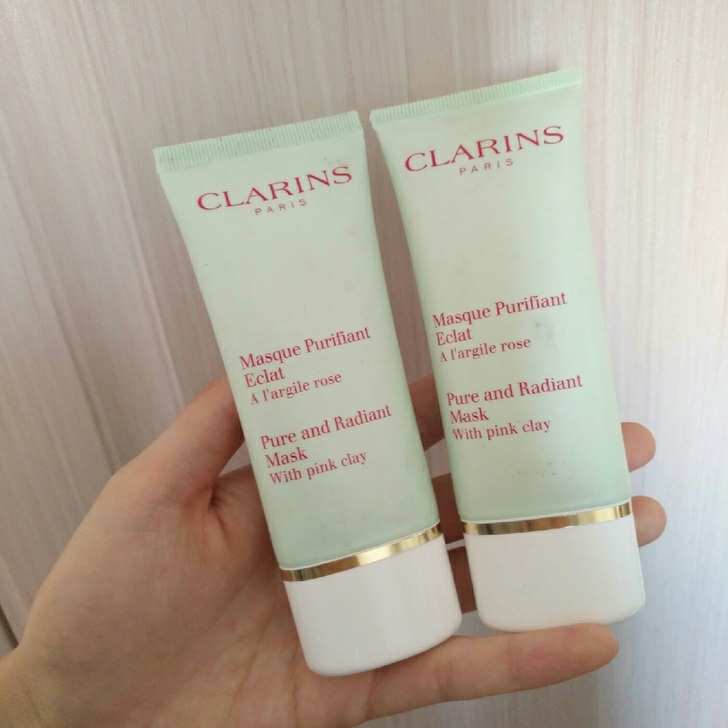 CLARINS
PARIS
Masque Purifiant
Eclat
A l'argile rose
Pure and Radiant
Mask
With pink clay
CLARINS
PARIS
Masque Purifiant
Eclat
A l'argile rose
Pure and Radiant
Mask
With pink clay